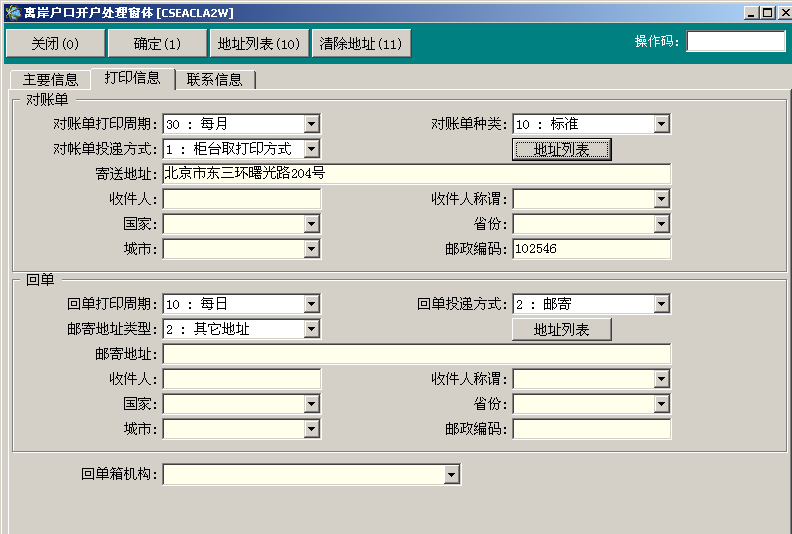 离岸户口开户处理窗体[CSEACLA2W]
关闭(0) 确定(1) 地址列表(10) 清除地址(11) 操作码:
主要信息 打印信息 联系信息
对账单
对账单打印周期: 30 : 每月 对账单种类: 10 : 标准
对帐单投递方式: 1 : 柜台取打印方式 地址列表
寄送地址: 北京市东三环曙光路204号
收件人: 收件人称谓:
国家: 省份:
城市: 邮政编码: 102546
回单
回单打印周期: 10 : 每日 回单投递方式: 2 : 邮寄
邮寄地址类型: 2 : 其它地址 地址列表
邮寄地址:
收件人: 收件人称谓:
国家: 省份:
城市: 邮政编码:
回单箱机构: